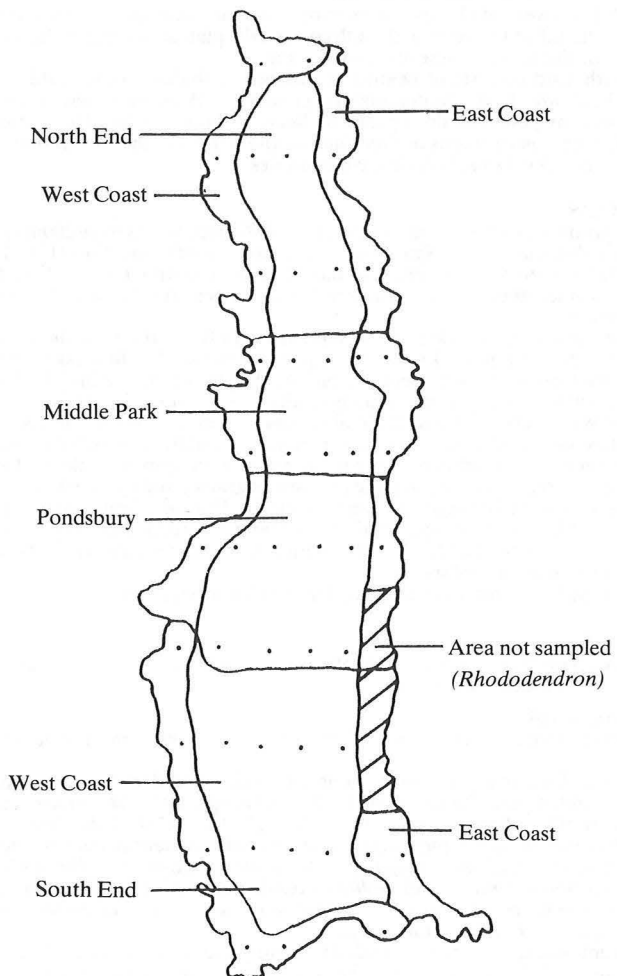 East Coast
North End
West Coast
Middle Park
Pondsbury
Area not sampled
(Rhododendron)
West Coast
East Coast
South End